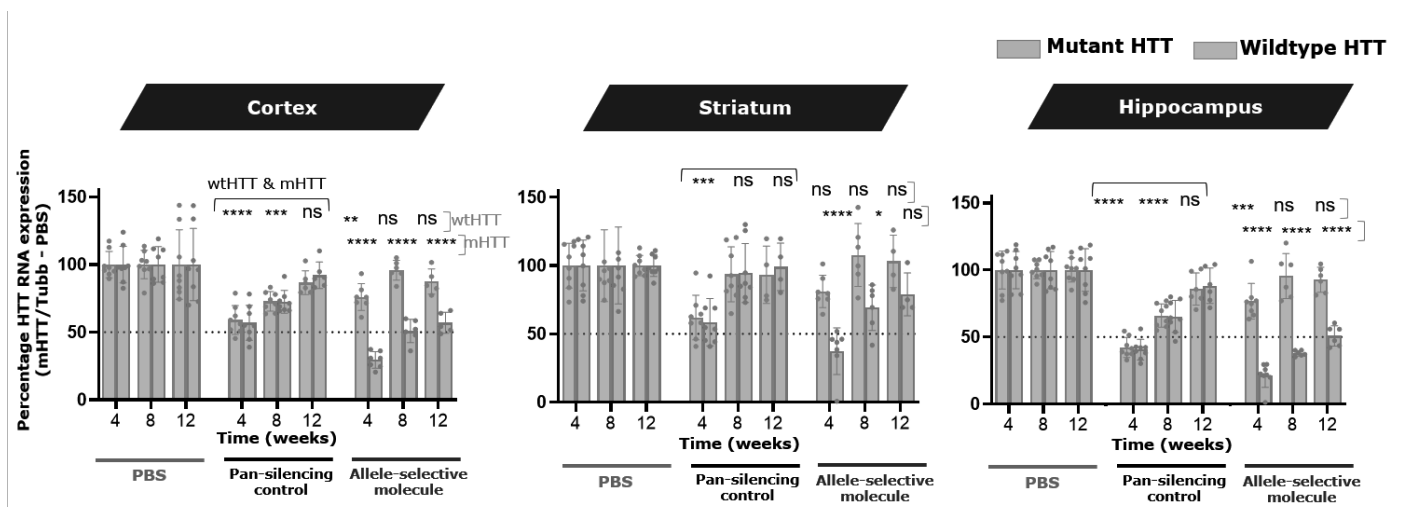 Mutant HTT Wildtype HTT
Cortex
Striatum
Hippocampus
Percentage HTT RNA expression
(mHTT/Tubb - PBS)
150
100
50
0
wtHTT & mHTT
**** *** ns
** ns ns wtHTT
**** **** **** mHTT
4 8 12 4 8 12 4 8 12
Time (weeks)
PBS
Pan-silencing
control
Allele-selective
molecule
150
100
50
0
*** ns ns
ns ns ns
**** * ns
4 8 12 4 8 12 4 8 12
Time (weeks)
PBS
Pan-silencing
control
Allele-selective
molecule
150
100
50
0
**** **** ns
*** ns ns
**** **** ****
4 8 12 4 8 12 4 8 12
Time (weeks)
PBS
Pan-silencing
control
Allele-selective
molecule